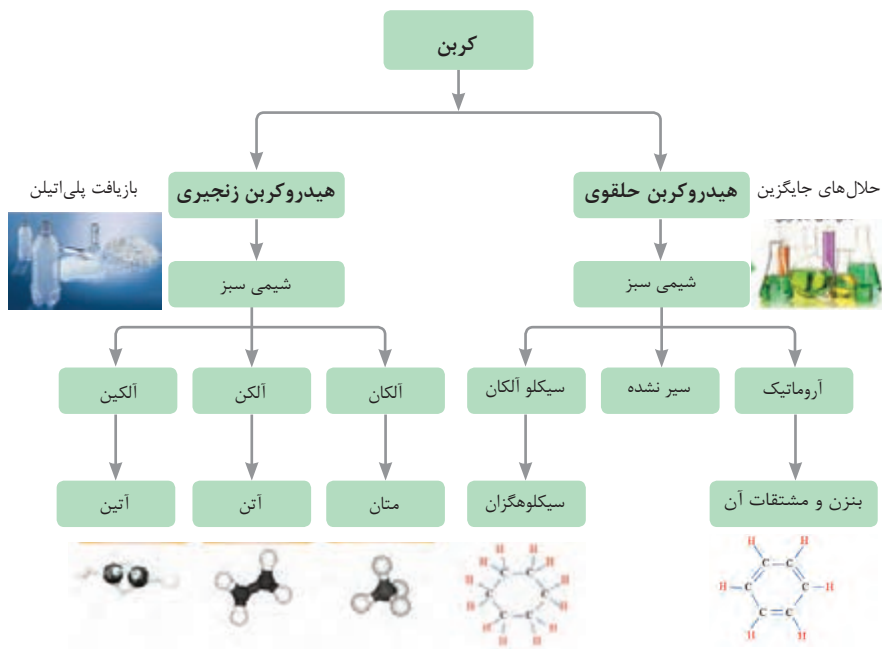 کربن
هیدروکربن حلقوی
هیدروکربن زنجیری
حلال‌های جایگزین
بازیافت پلی‌اتیلن
شیمی سبز
شیمی سبز
آروماتیک
سیر نشده
سیکلو آلکان
آلکان
آلکن
آلکین
بنزن و مشتقات آن
سیکلوهگزان
متان
آتن
آتین
H H
C C
H C C H
C C
H H
H H H H
H C C H
H C C H
H C C H
H H H H